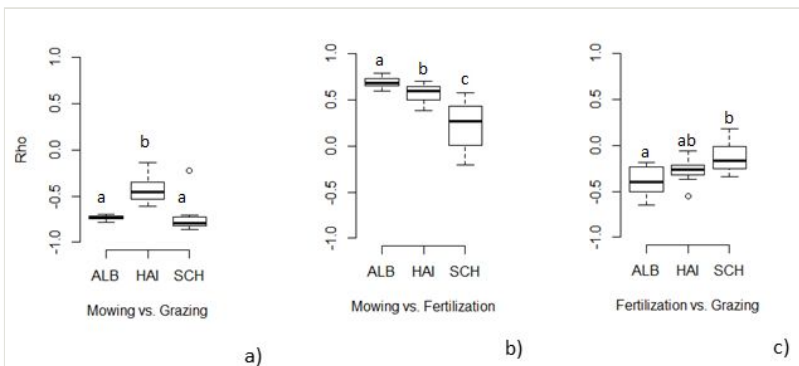 a
b
a
Rho
1.0
0.5
0.0
-0.5
-1.0
ALB HAI SCH
Mowing vs. Grazing
a)
a
b
c
1.0
0.5
0.0
-0.5
-1.0
ALB HAI SCH
Mowing vs. Fertilization
b)
a
ab
b
1.0
0.5
0.0
-0.5
-1.0
ALB HAI SCH
Fertilization vs. Grazing
c)